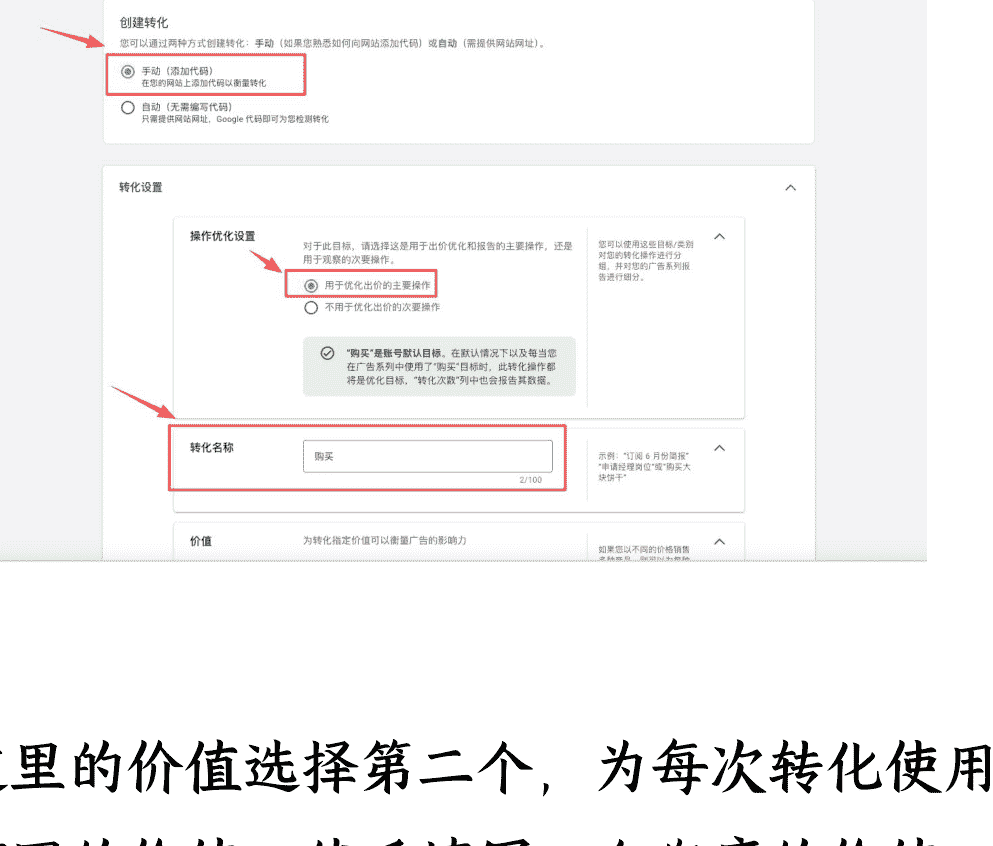 创建转化
您可以通过两种方式创建转化：手动（如果您熟悉如何向网站添加代码）或自动（需提供网站网址）。
手动（添加代码）
在您的网站上添加代码以衡量转化
自动（无需编写代码）
只需提供网站网址，Google 代码即可为您检测转化
转化设置
操作优化设置
对于此目标，请选择这是用于出价优化和报告的主要操作，还是
用于观察的次要操作。
用于优化出价的主要操作
不用于优化出价的次要操作
“购买”是账号默认目标。在默认情况下以及每当您
在广告系列中使用了“购买”目标时，此转化操作都
将是优化目标，“转化次数”列中也会报告其数据。
您可以使用这些目标/类别
对您的转化操作进行分
组，并对您的广告系列报
告进行细分。
转化名称
购买
2/100
示例：“订阅 6 月份简报”
“申请经理岗位”或“购买大
块饼干”
价值
为转化指定价值可以衡量广告的影响力
如果您以不同的价格销售
里的价值选择第二个，为每次转化使用